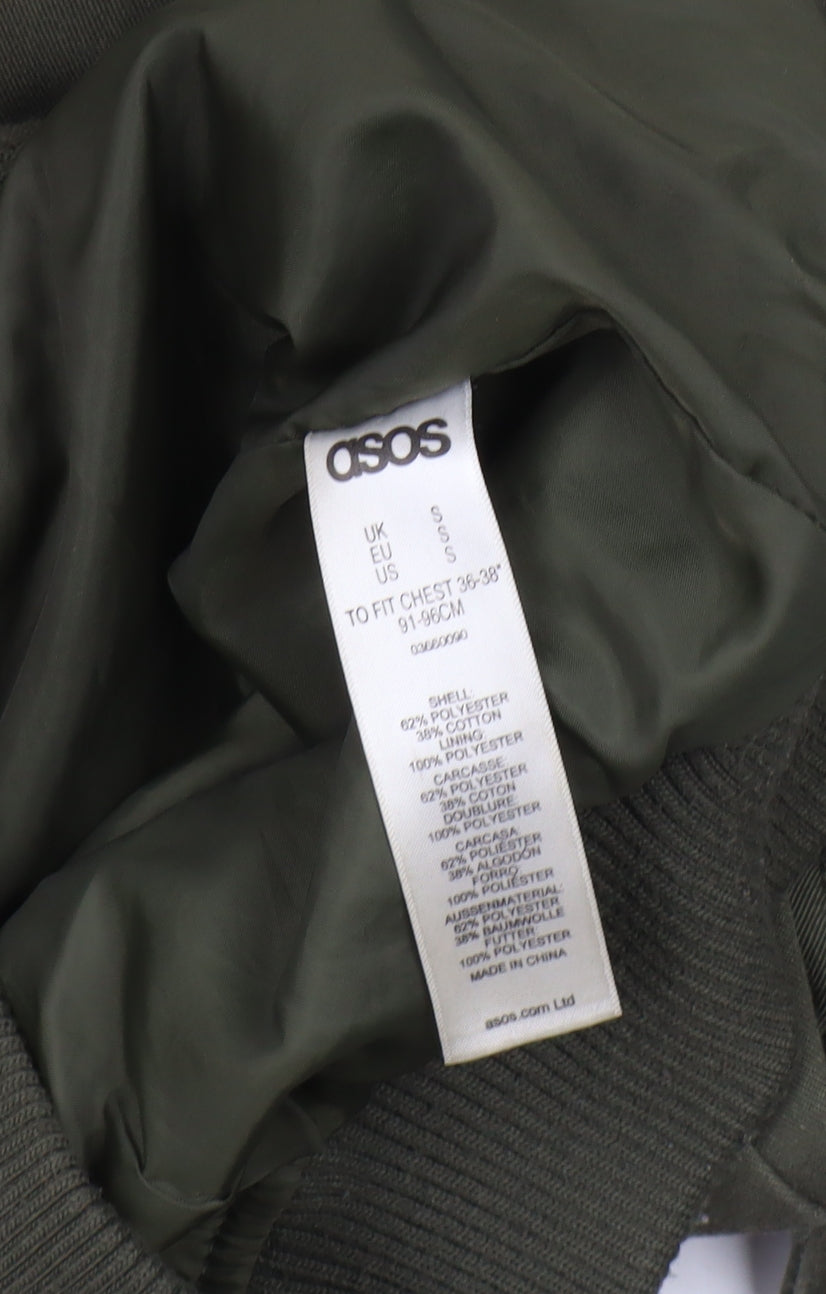 asos
UK S
EU S
US S
TO FIT CHEST 36-38"
91-96CM
03660090
SHELL:
62% POLYESTER
38% COTTON
LINING:
100% POLYESTER
CARCASSE:
62% POLYESTER
38% COTON
DOUBLURE:
100% POLYESTER
CARCASA:
62% POLIÉSTER
38% ALGODÓN
FORRO:
100% POLIÉSTER
AUSSENMATERIAL:
62% POLYESTER
38% BAUMWOLLE
FUTTER:
100% POLYESTER
MADE IN CHINA
asos.com Ltd